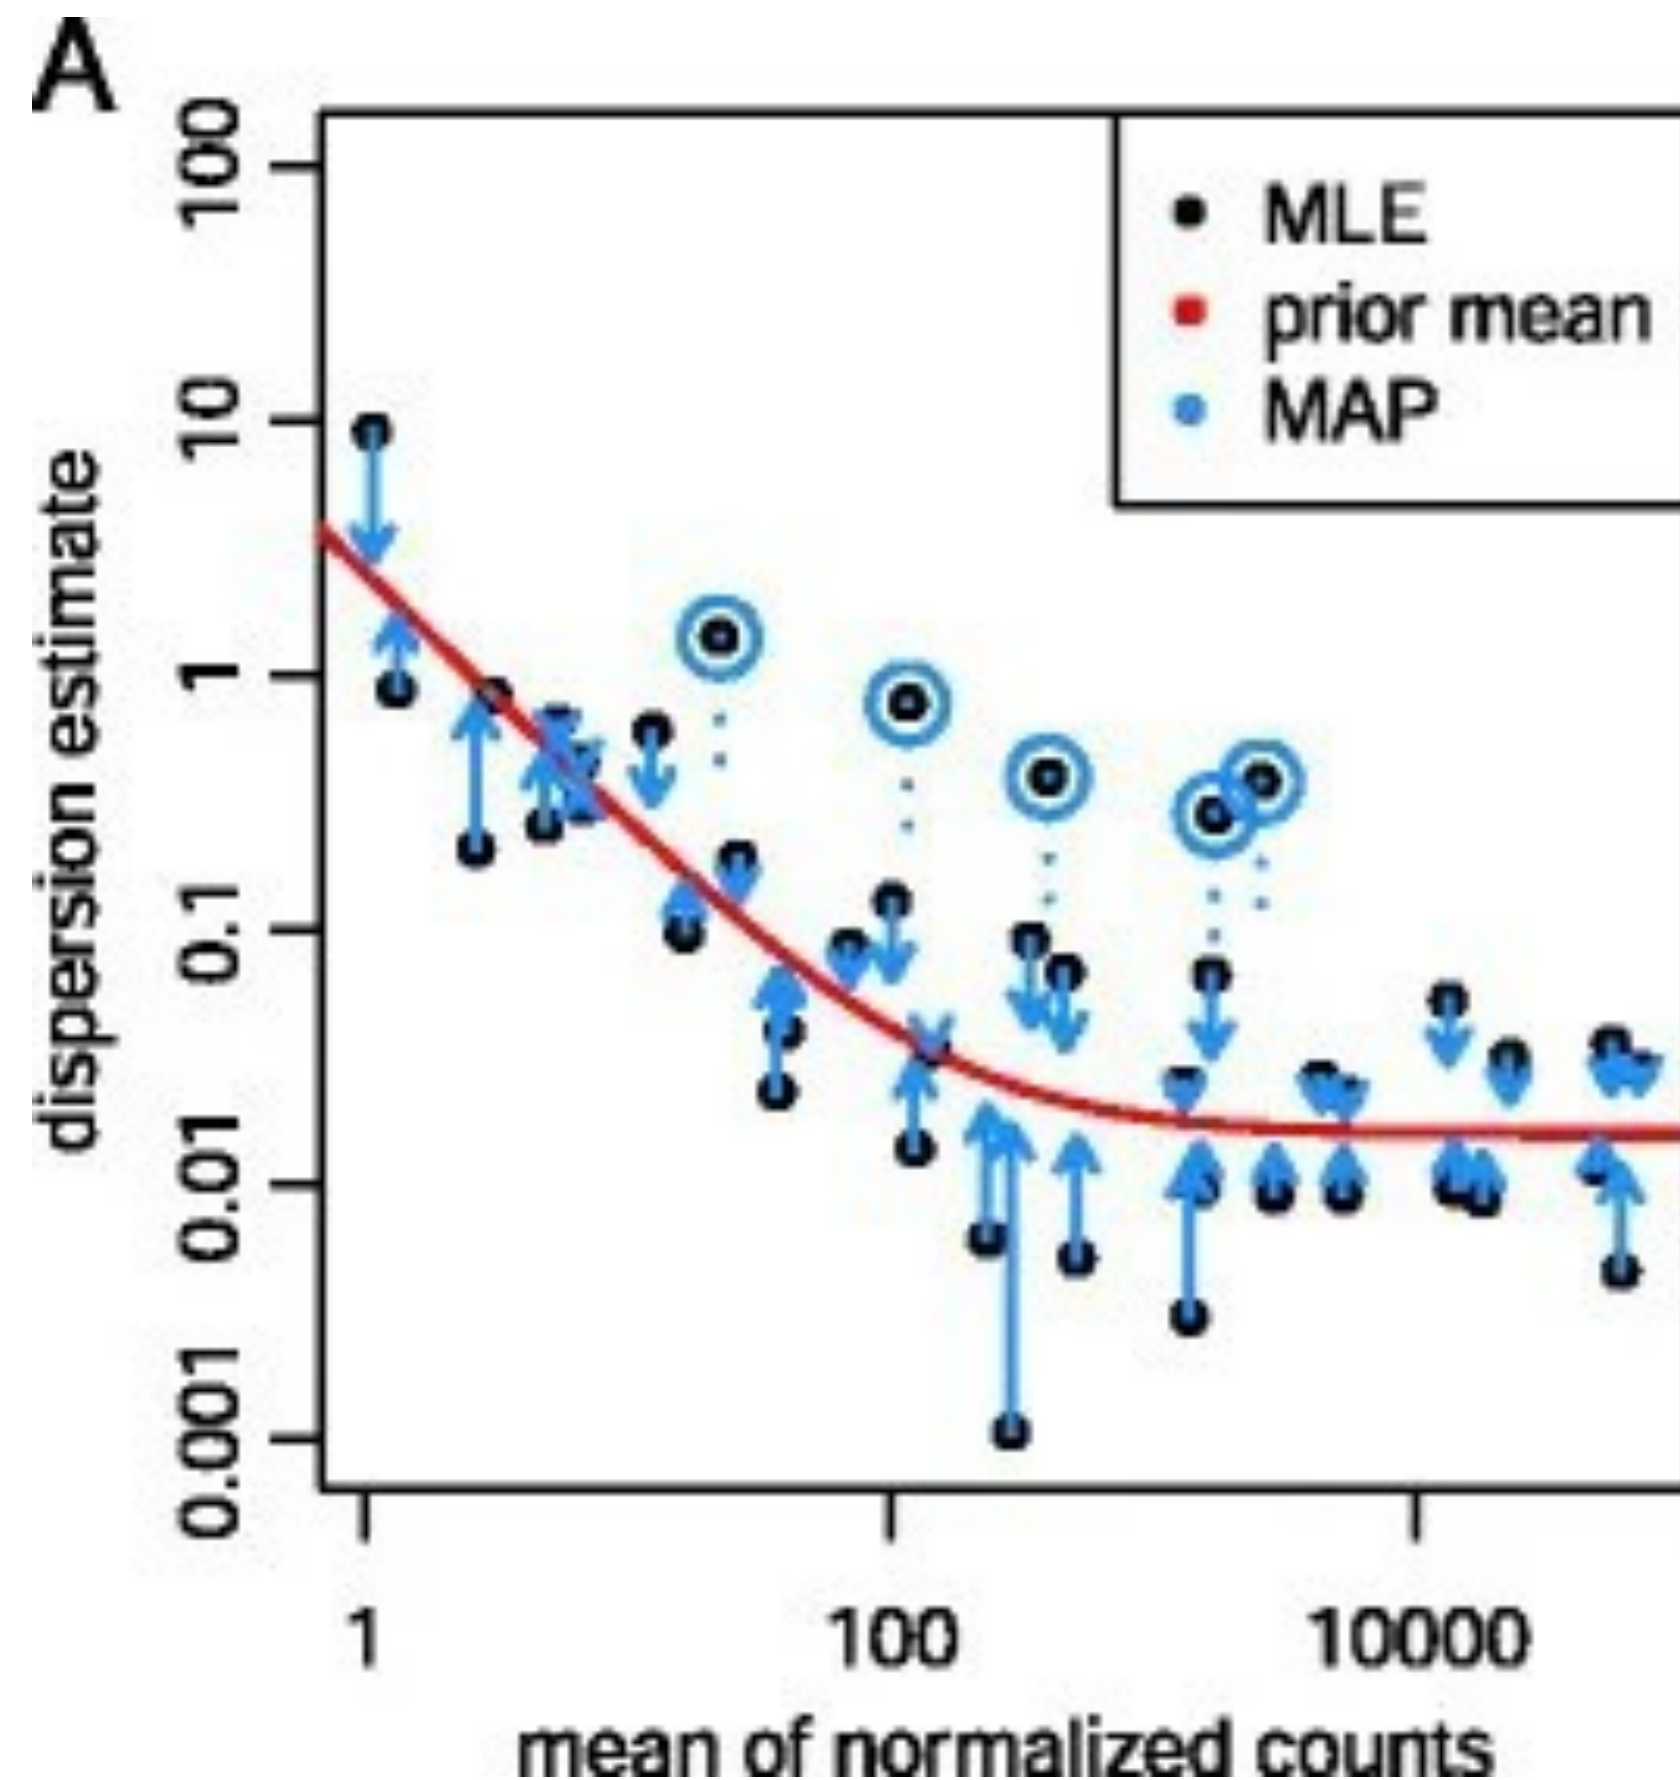 A
100
10
1
0.1
0.01
0.001
dispersion estimate
MLE
prior mean
MAP
1
100
10000
mean of normalized counts